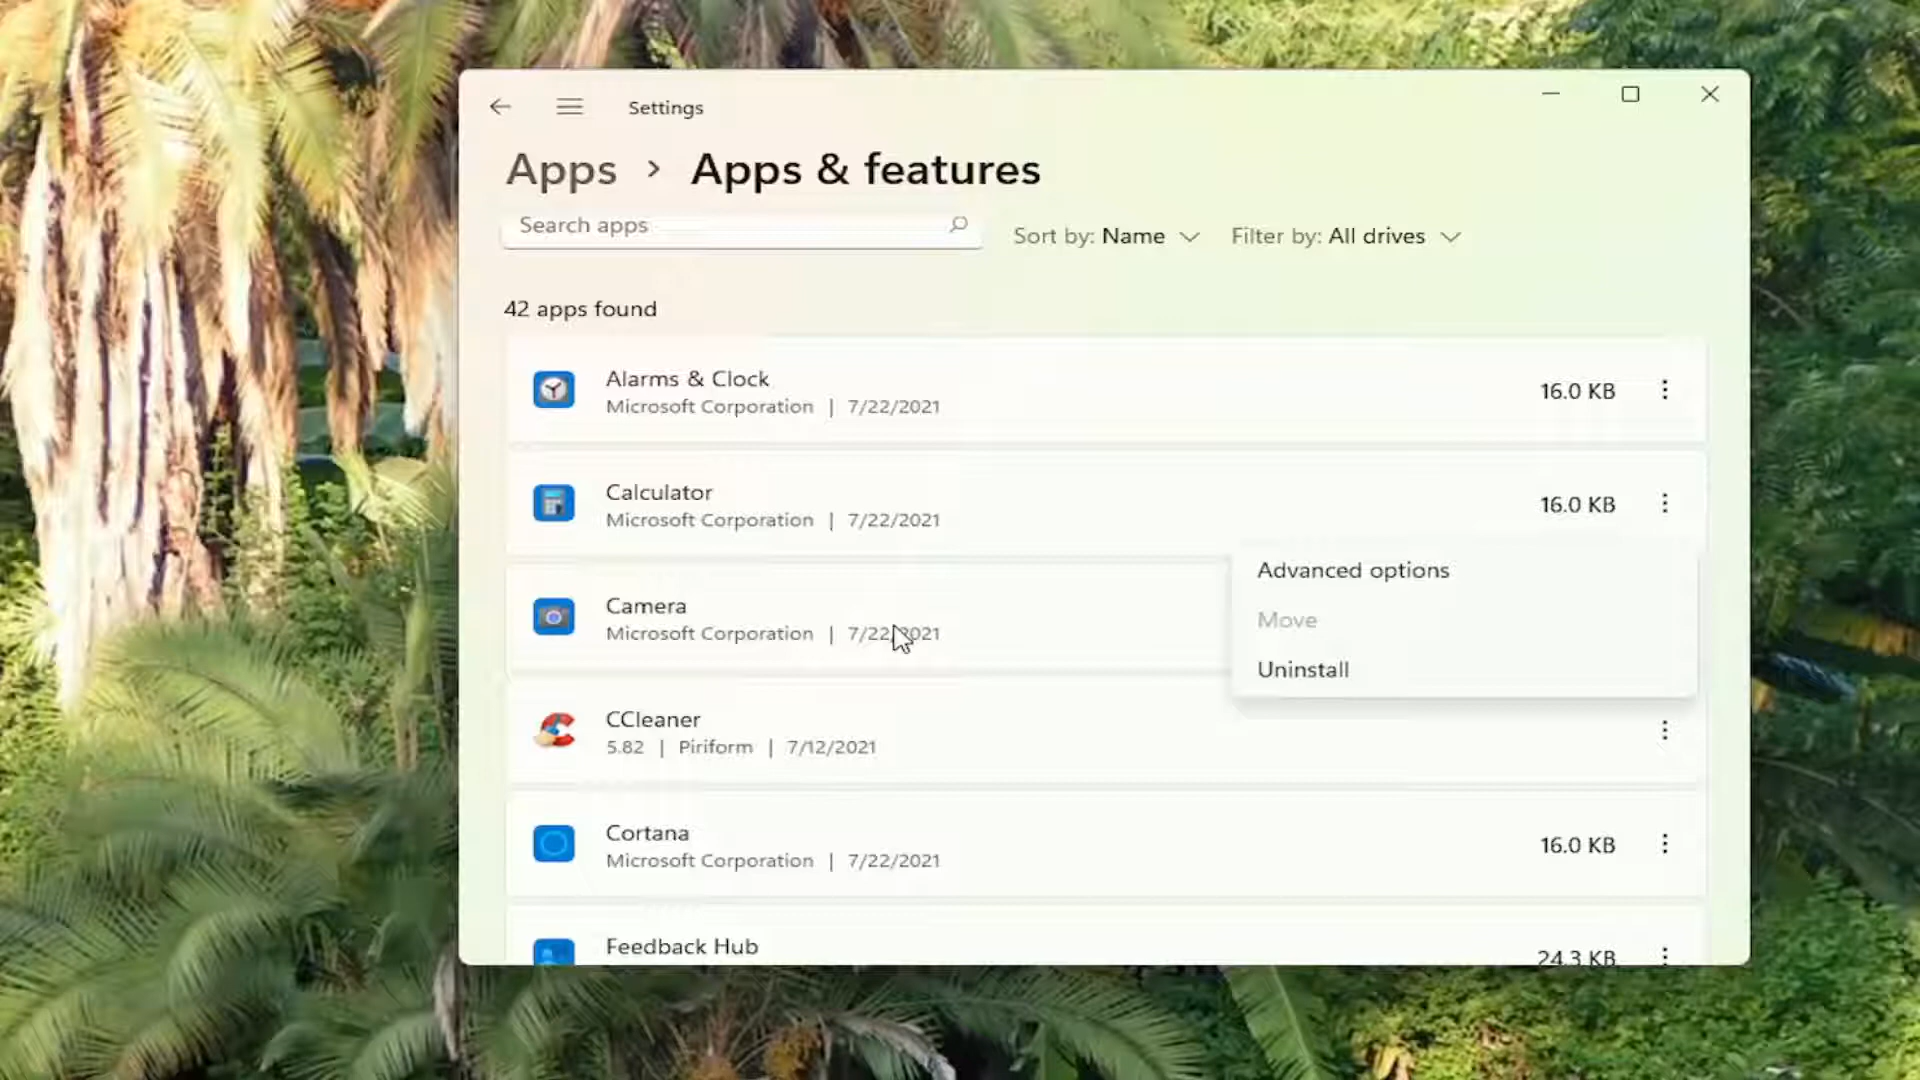 Settings
Apps > Apps & features
Search apps
Sort by: Name
Filter by: All drives
42 apps found
Alarms & Clock
Microsoft Corporation | 7/22/2021
16.0 KB
Calculator
Microsoft Corporation | 7/22/2021
16.0 KB
Advanced options
Move
Uninstall
Camera
Microsoft Corporation | 7/22/2021
CCleaner
5.82 | Piriform | 7/12/2021
Cortana
Microsoft Corporation | 7/22/2021
16.0 KB
Feedback Hub
24.3 KB